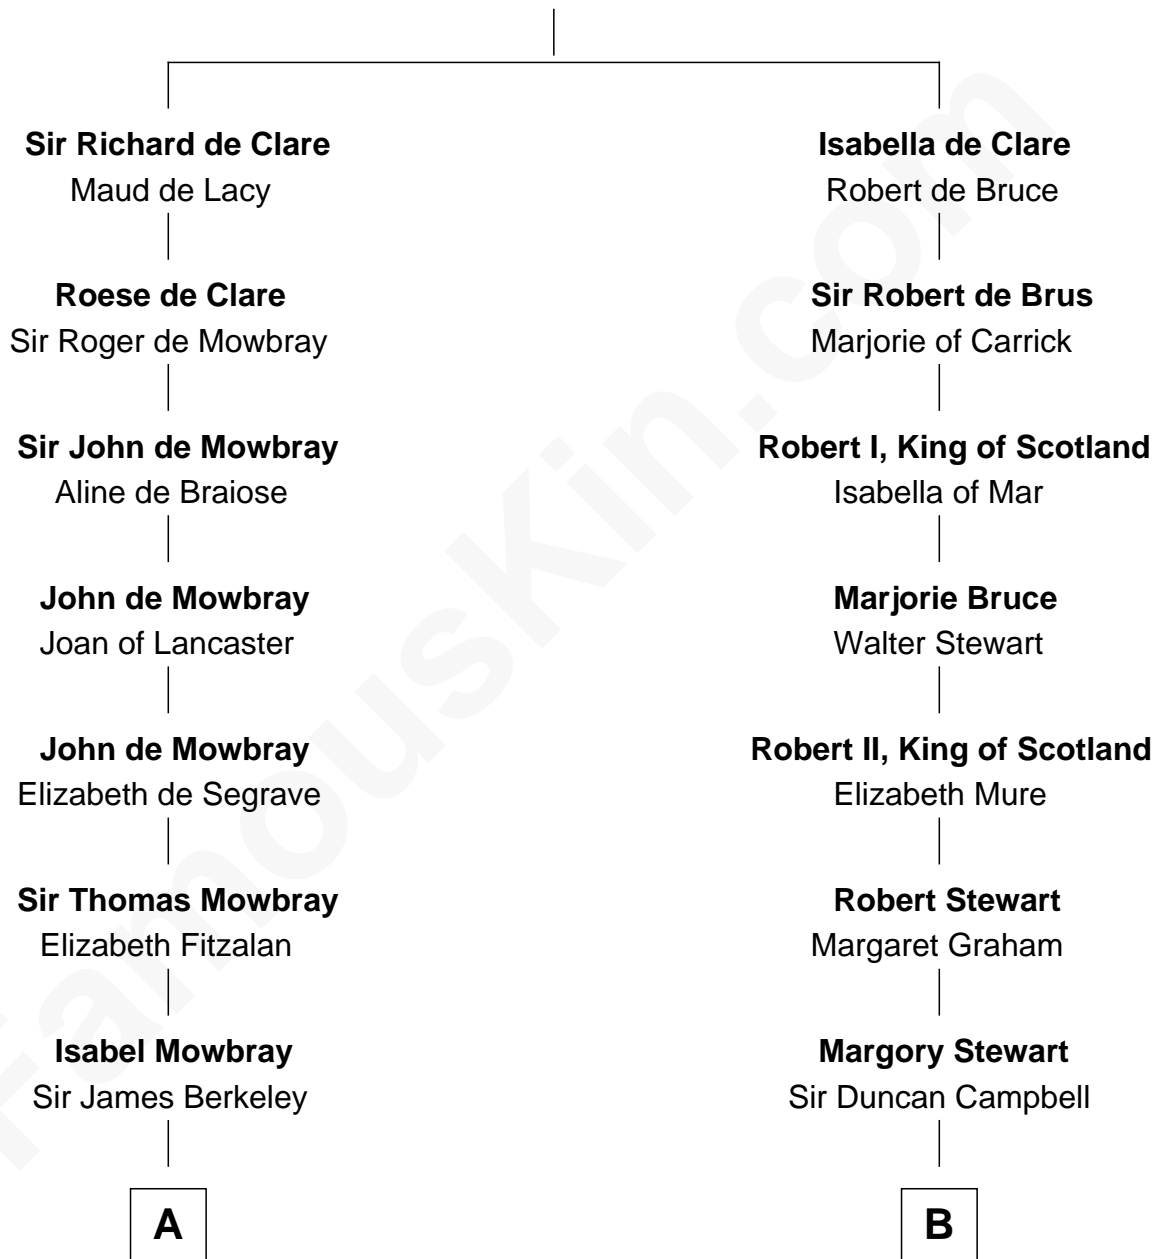 Sir Richard de Clare
Maud de Lacy
Isabella de Clare
Robert de Bruce
Roese de Clare
Sir Roger de Mowbray
Sir Robert de Brus
Marjorie of Carrick
Sir John de Mowbray
Aline de Braiose
Robert I, King of Scotland
Isabella of Mar
John de Mowbray
Joan of Lancaster
Marjorie Bruce
Walter Stewart
John de Mowbray
Elizabeth de Segrave
Robert II, King of Scotland
Elizabeth Mure
Sir Thomas Mowbray
Elizabeth Fitzalan
Robert Stewart
Margaret Graham
Isabel Mowbray
Sir James Berkeley
Margory Stewart
Sir Duncan Campbell
A
B
FamousKin.com